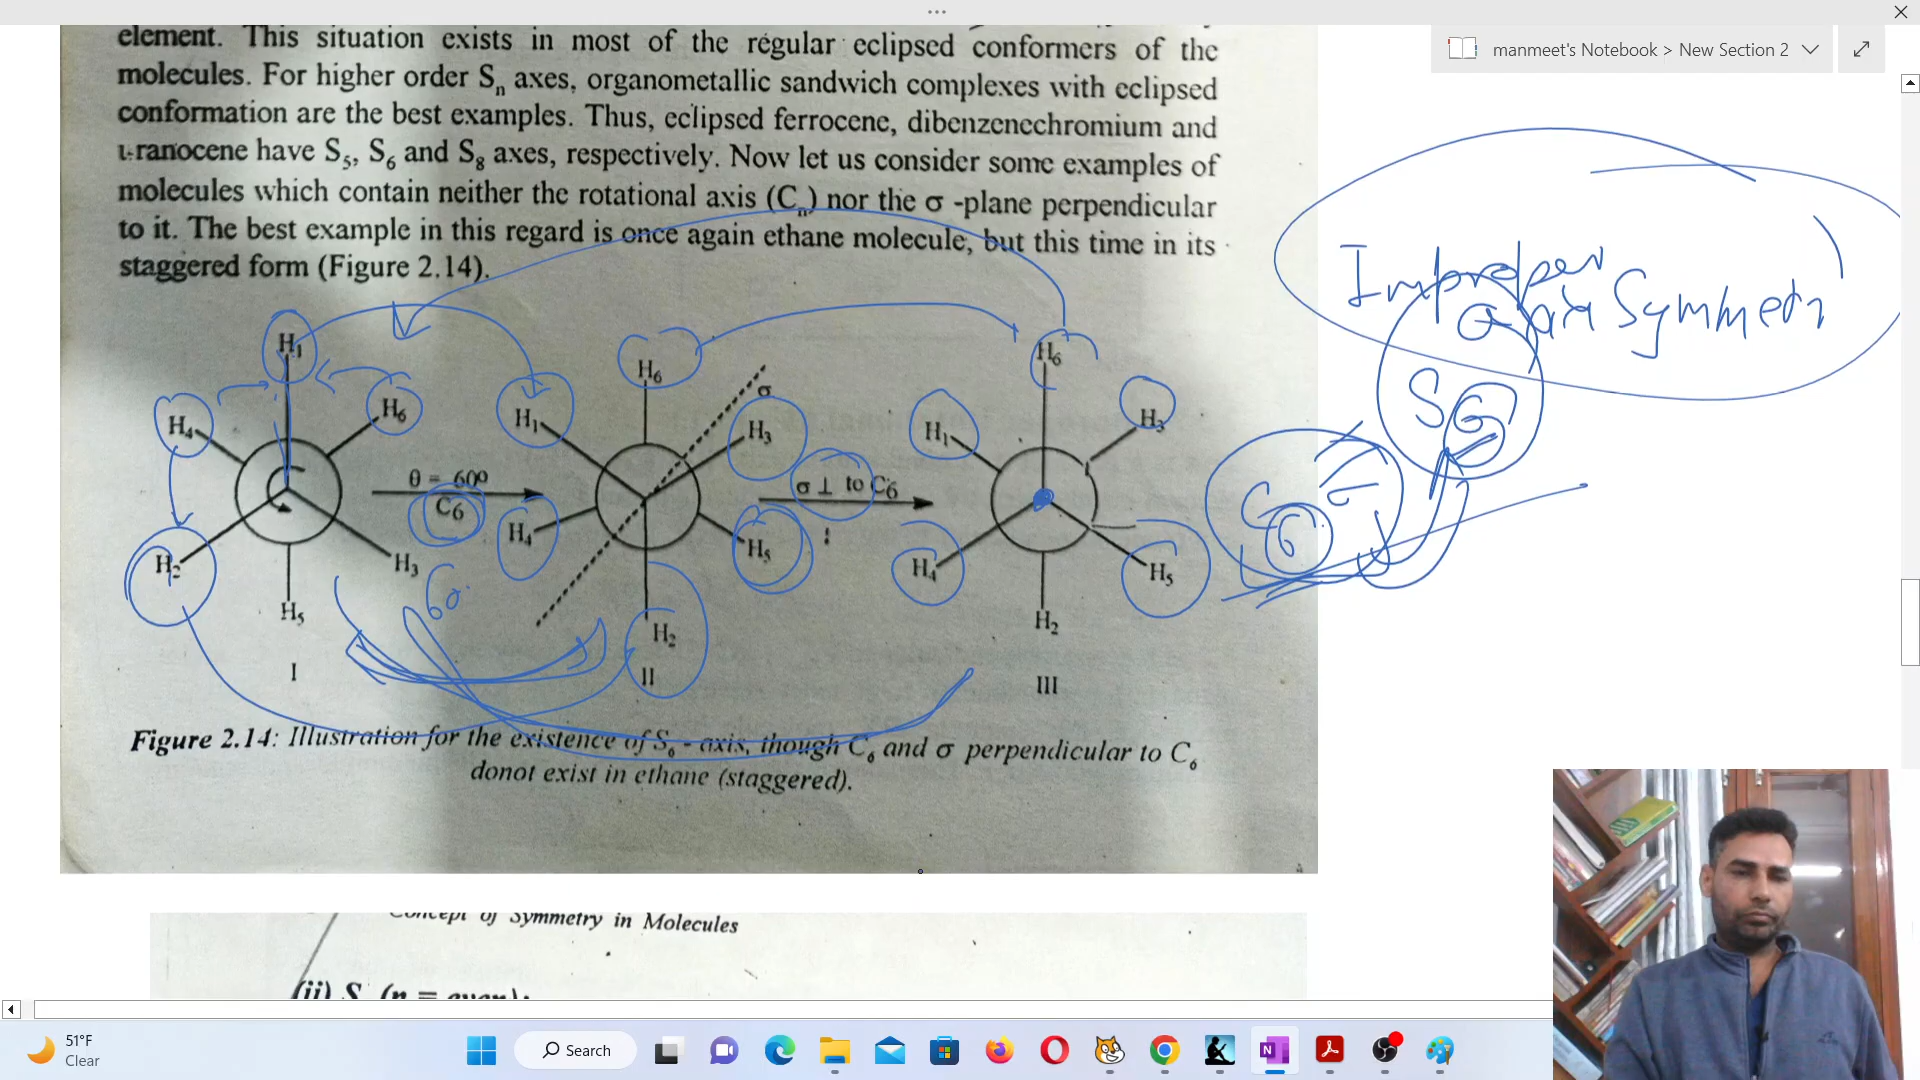 manmeet's Notebook > New Section 2
element. This situation exists in most of the regular eclipsed conformers of the
molecules. For higher order Sₙ axes, organometallic sandwich complexes with eclipsed
conformation are the best examples. Thus, eclipsed ferrocene, dibenzenechromium and
uranocene have S₅, S₆ and S₈ axes, respectively. Now let us consider some examples of
molecules which contain neither the rotational axis (Cₙ) nor the σ -plane perpendicular
to it. The best example in this regard is once again ethane molecule, but this time in its
staggered form (Figure 2.14).
Improper
axis Symmetr
S6
C6 σ
H₁
H₄ H₆
H₂ H₃
H₅
I
θ = 60º
C₆
60
H₆
H₁ σ H₃
H₄ H₅
H₂
II
σ ⊥ to C₆
H₆
H₁ H₃
H₄ H₅
H₂
III
Figure 2.14: Illustration for the existence of S₆ - axis, though C₆ and σ perpendicular to C₆
donot exist in ethane (staggered).
Concept of Symmetry in Molecules
(ii) S (n = even):
51°F
Clear
Search